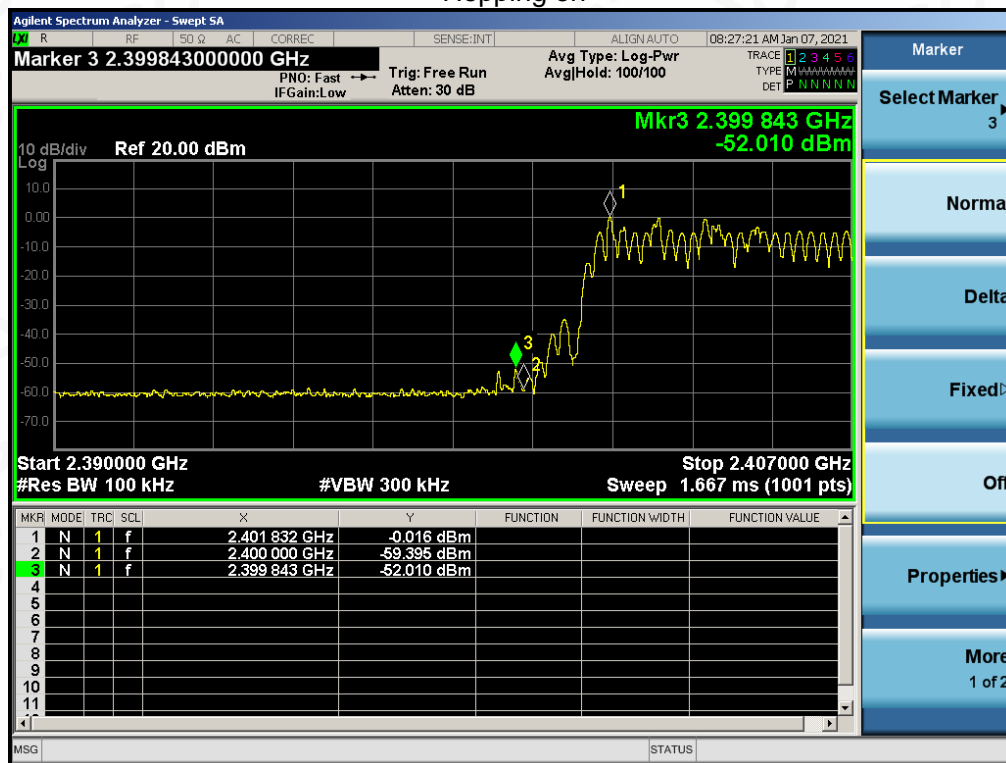 Hopping on
Agilent Spectrum Analyzer - Swept SA
LXI R RF 50 Ω AC CORREC SENSE:INT ALIGN AUTO 08:27:21 AM Jan 07, 2021
Marker 3 2.399843000000 GHz
PNO: Fast
IFGain:Low
Trig: Free Run
Atten: 30 dB
Avg Type: Log-Pwr
Avg|Hold: 100/100
TRACE 1 2 3 4 5 6
TYPE M WWWWW
DET P N N N N N
Mkr3 2.399 843 GHz
-52.010 dBm
10 dB/div Ref 20.00 dBm
Log
10.0
0.00
-10.0
-20.0
-30.0
-40.0
-50.0
-60.0
-70.0
1
3
2
Start 2.390000 GHz Stop 2.407000 GHz
#Res BW 100 kHz #VBW 300 kHz Sweep 1.667 ms (1001 pts)
MKR MODE TRC SCL X Y FUNCTION FUNCTION WIDTH FUNCTION VALUE
1 N 1 f 2.401 832 GHz -0.016 dBm
2 N 1 f 2.400 000 GHz -59.395 dBm
3 N 1 f 2.399 843 GHz -52.010 dBm
4
5
6
7
8
9
10
11
MSG STATUS
Marker
Select Marker
3
Norma
Delta
Fixed
Off
Properties
More
1 of 2